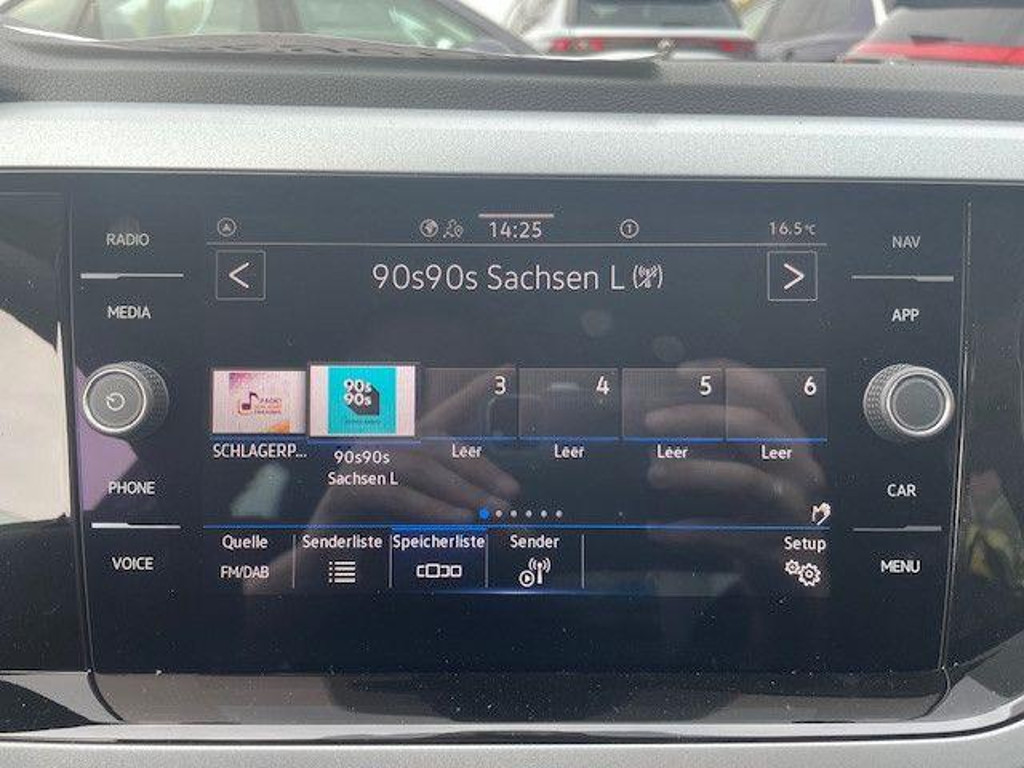 RADIO
MEDIA
PHONE
VOICE
14:25
1
16.5°C
< 90s90s Sachsen L >
90s
90s
3
4
5
6
SCHLAGERP...
90s90s
Sachsen L
Leer
Leer
Leer
Leer
Quelle
FM/DAB
Senderliste
Speicherliste
Sender
Setup
NAV
APP
CAR
MENU